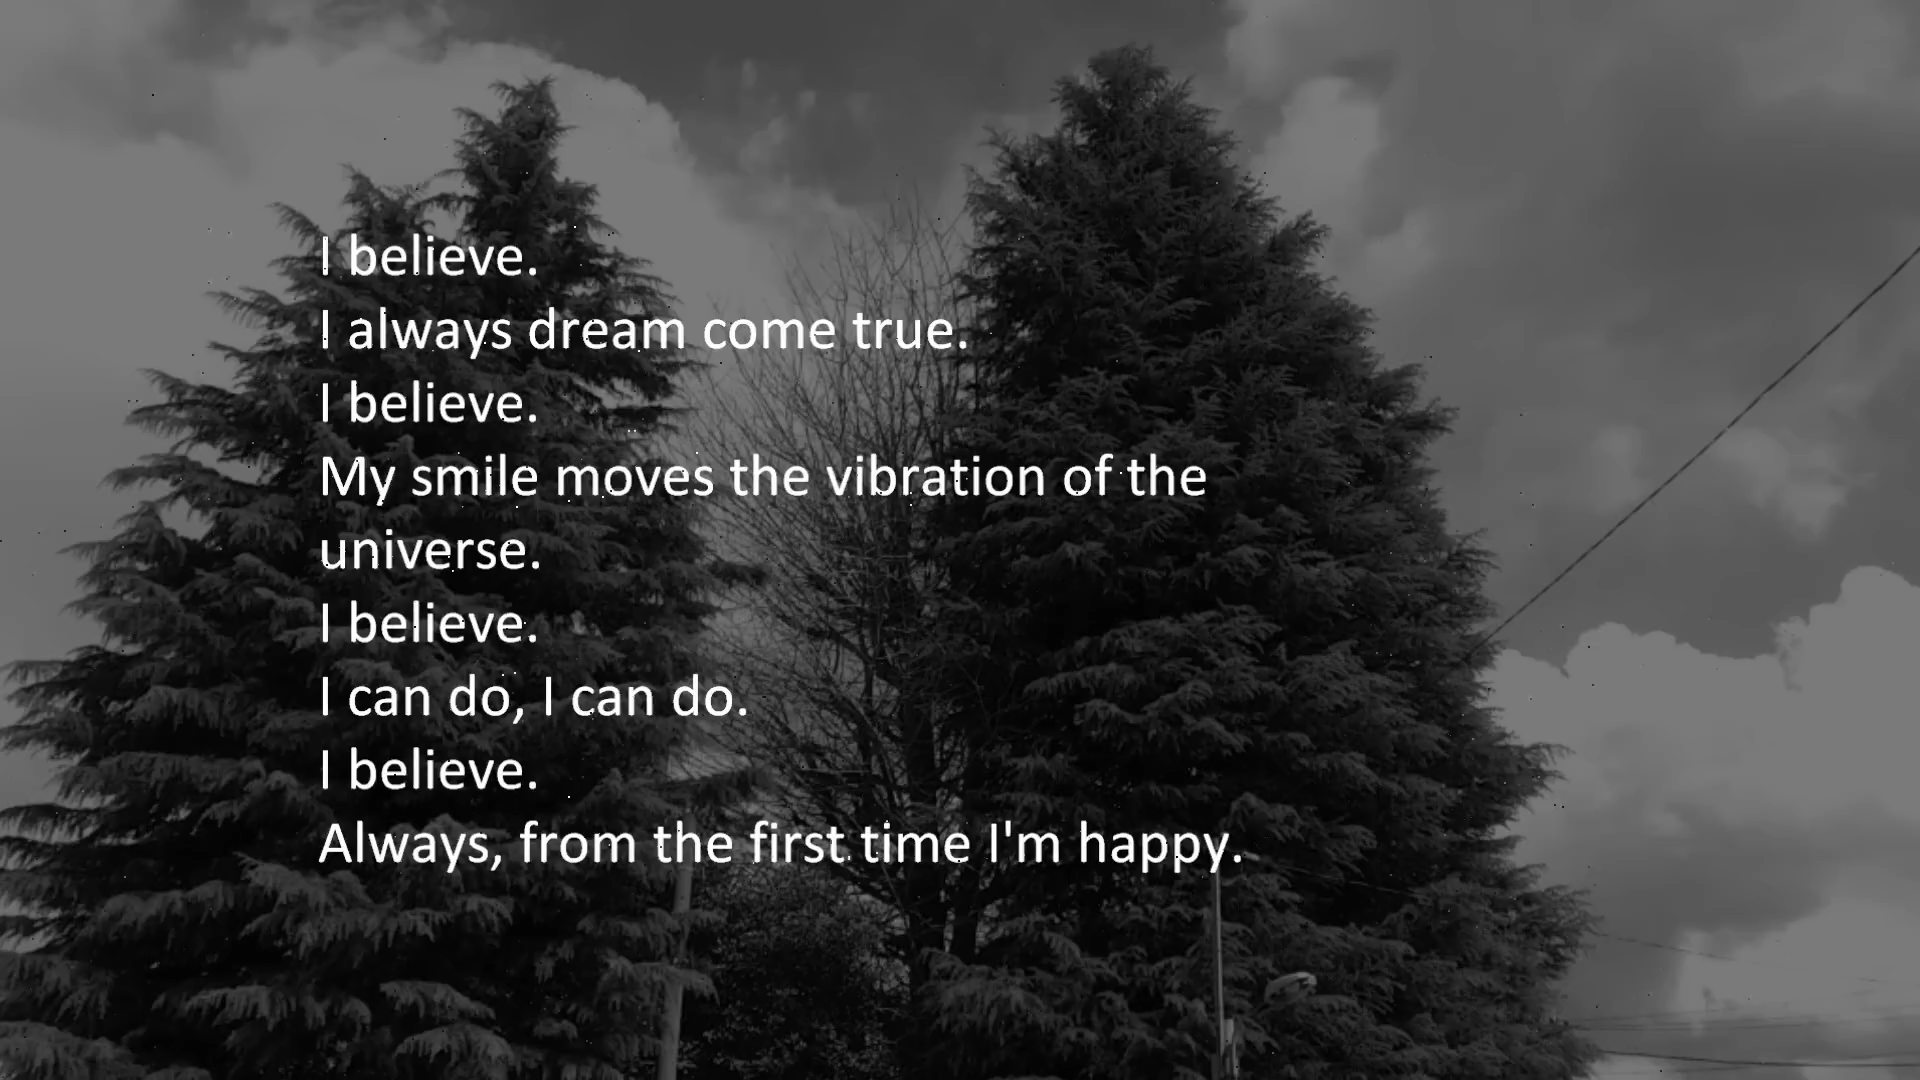 I believe.
I always dream come true.
I believe.
My smile moves the vibration of the
universe.
I believe.
I can do, I can do.
I believe.
Always, from the first time I'm happy.